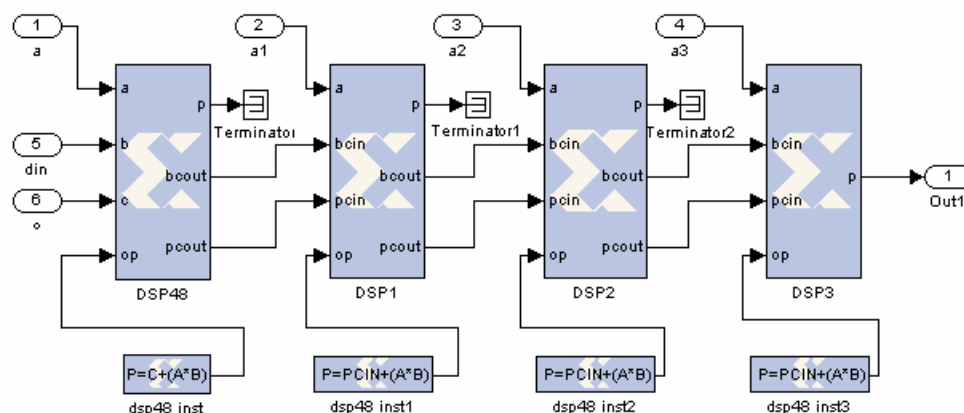 1
a
2
a1
3
a2
4
a3
5
din
6
c
a
b
c
op
p
bcout
pcout
DSP48
Terminator
a
bcin
pcin
op
p
bcout
pcout
DSP1
Terminator1
a
bcin
pcin
op
p
bcout
pcout
DSP2
Terminator2
a
bcin
pcin
op
p
DSP3
1
Out1
P=C+(A*B)
dsp48 inst
P=PCIN+(A*B)
dsp48 inst1
P=PCIN+(A*B)
dsp48 inst2
P=PCIN+(A*B)
dsp48 inst3